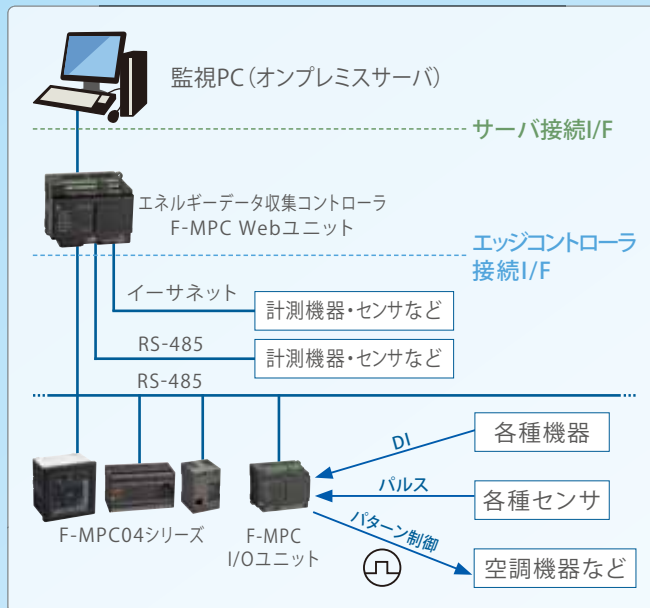 監視PC（オンプレミスサーバ）
サーバ接続I/F
エネルギーデータ収集コントローラ
F-MPC Webユニット
エッジコントローラ
接続I/F
イーサネット
計測機器・センサなど
RS-485
計測機器・センサなど
RS-485
DI
各種機器
パルス
各種センサ
パターン制御
空調機器など
F-MPC04シリーズ
F-MPC
I/Oユニット